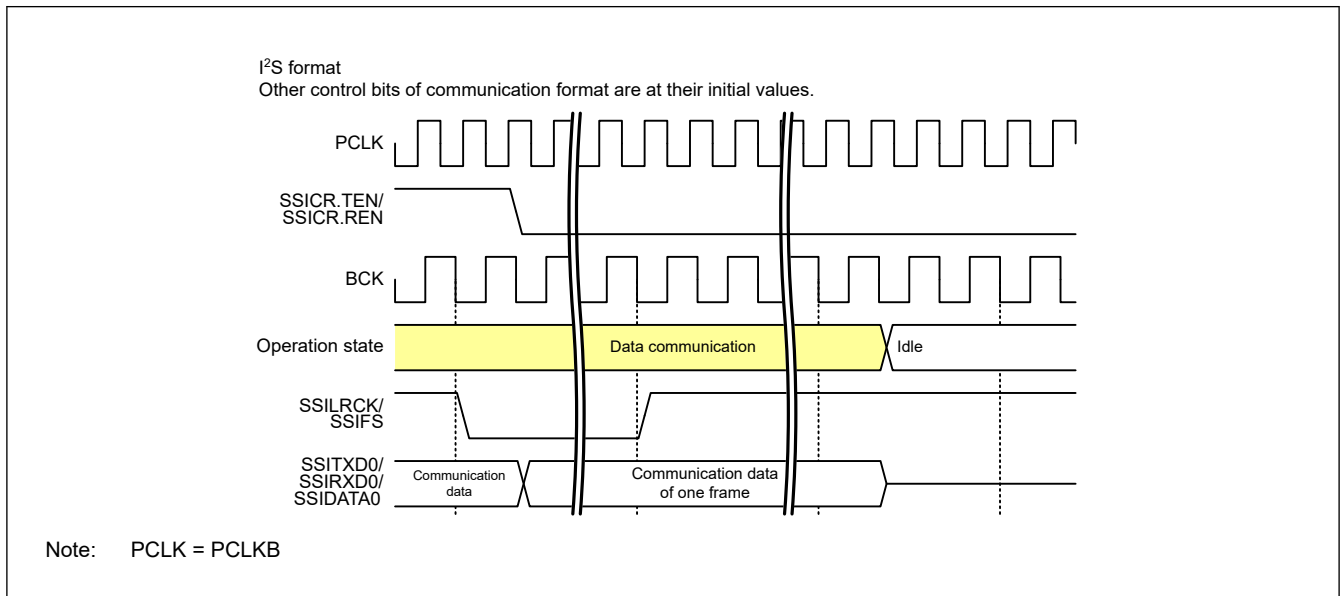 I²S format
Other control bits of communication format are at their initial values.
PCLK
SSICR.TEN/
SSICR.REN
BCK
Operation state
Data communication
Idle
SSILRCK/
SSIFS
SSITXD0/
SSIRXD0/
SSIDATA0
Communication
data
Communication data
of one frame
Note: PCLK = PCLKB